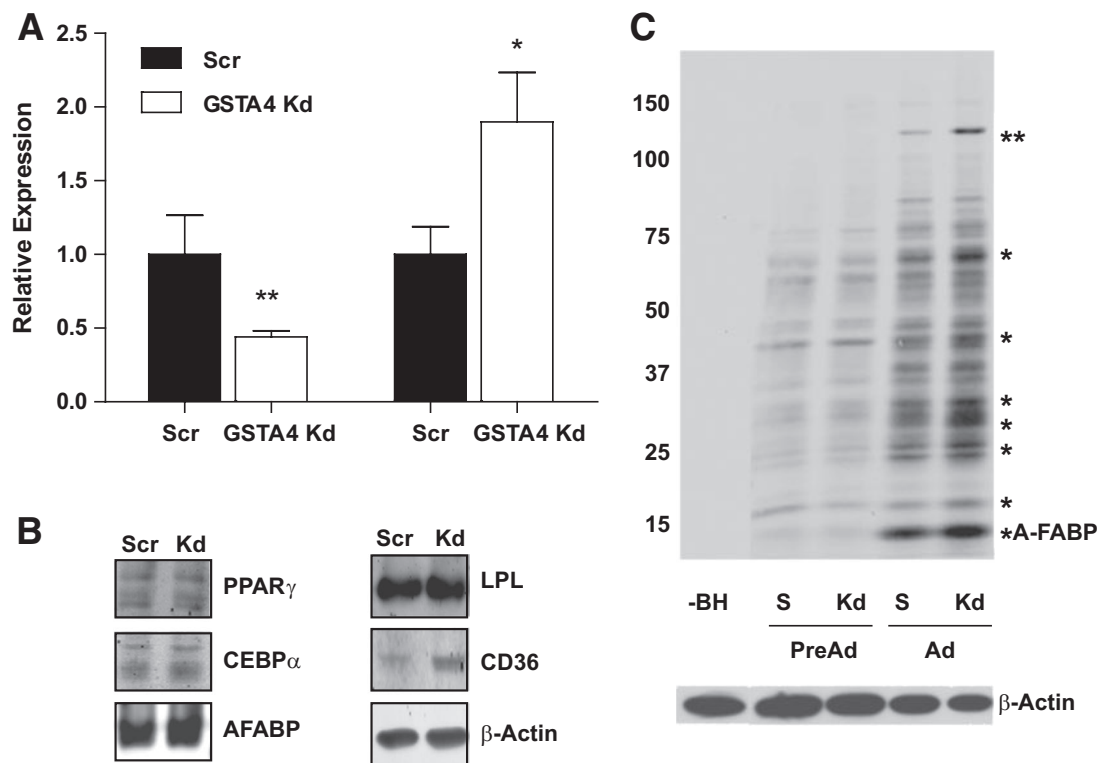 A
2.5
2.0
1.5
1.0
0.5
0.0
Relative Expression
Scr
GSTA4 Kd
**
*
Scr GSTA4 Kd Scr GSTA4 Kd
B
Scr Kd
PPARγ
CEBPα
AFABP
Scr Kd
LPL
CD36
β-Actin
C
150
100
75
50
37
25
15
**
*
*
*
*
*
*
*A-FABP
-BH S Kd S Kd
PreAd Ad
β-Actin